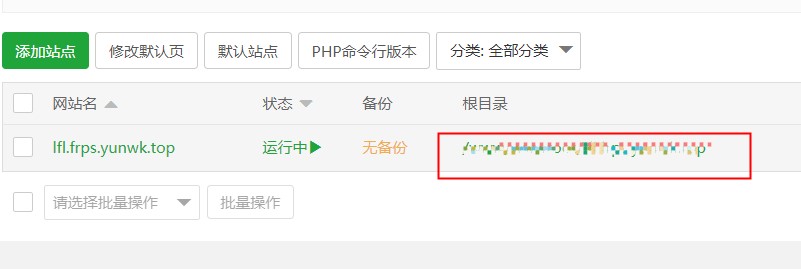 添加站点 修改默认页 默认站点 PHP命令行版本 分类: 全部分类
网站名 状态 备份 根目录
lfl.frps.yunwk.top 运行中 无备份
请选择批量操作 批量操作